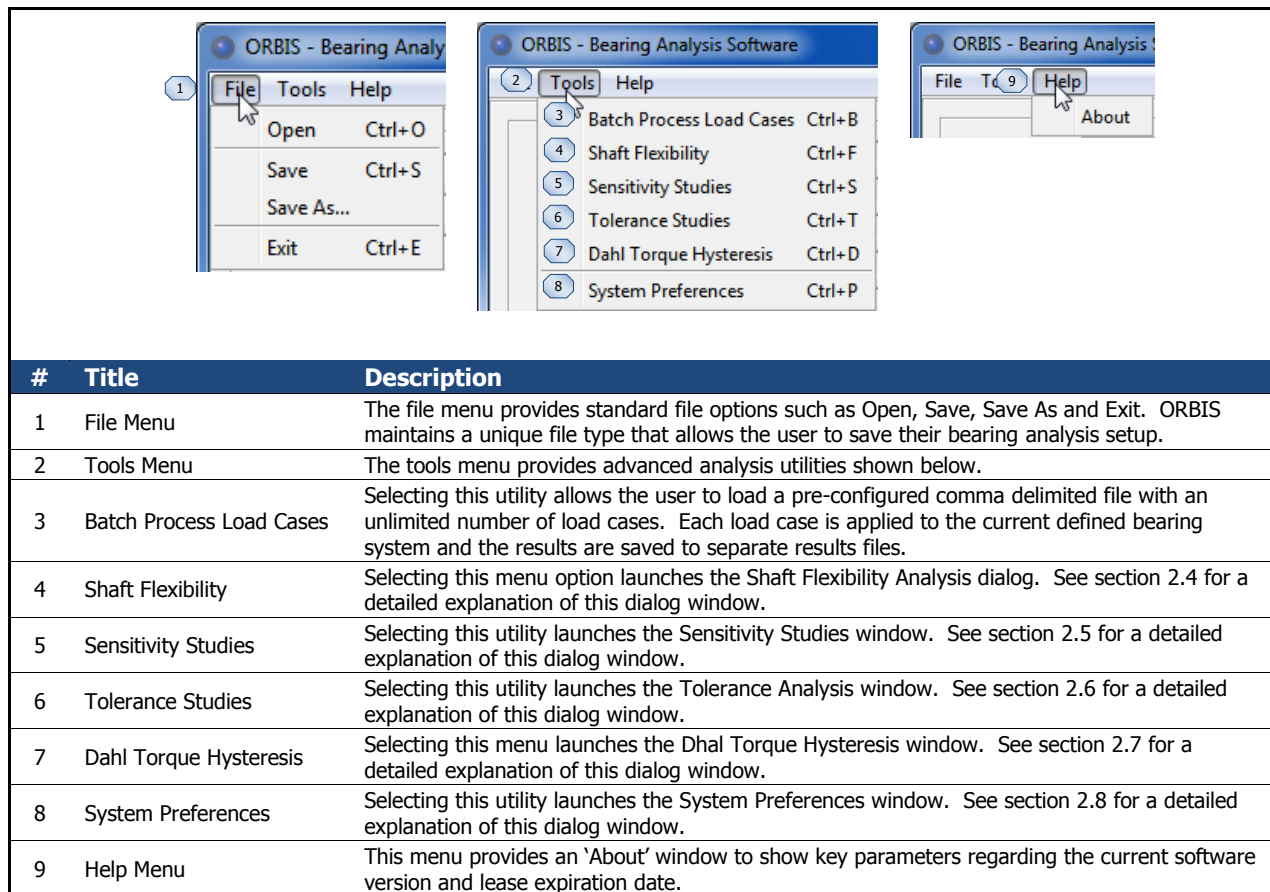 ORBIS - Bearing Analy
1 File Tools Help
Open Ctrl+O
Save Ctrl+S
Save As...
Exit Ctrl+E
ORBIS - Bearing Analysis Software
2 Tools Help
3 Batch Process Load Cases Ctrl+B
4 Shaft Flexibility Ctrl+F
5 Sensitivity Studies Ctrl+S
6 Tolerance Studies Ctrl+T
7 Dahl Torque Hysteresis Ctrl+D
8 System Preferences Ctrl+P
ORBIS - Bearing Analysis
File To 9 Help
About
# Title Description
1 File Menu The file menu provides standard file options such as Open, Save, Save As and Exit. ORBIS
maintains a unique file type that allows the user to save their bearing analysis setup.
2 Tools Menu The tools menu provides advanced analysis utilities shown below.
3 Batch Process Load Cases Selecting this utility allows the user to load a pre-configured comma delimited file with an
unlimited number of load cases. Each load case is applied to the current defined bearing
system and the results are saved to separate results files.
4 Shaft Flexibility Selecting this menu option launches the Shaft Flexibility Analysis dialog. See section 2.4 for a
detailed explanation of this dialog window.
5 Sensitivity Studies Selecting this utility launches the Sensitivity Studies window. See section 2.5 for a detailed
explanation of this dialog window.
6 Tolerance Studies Selecting this utility launches the Tolerance Analysis window. See section 2.6 for a detailed
explanation of this dialog window.
7 Dahl Torque Hysteresis Selecting this menu launches the Dhal Torque Hysteresis window. See section 2.7 for a
detailed explanation of this dialog window.
8 System Preferences Selecting this utility launches the System Preferences window. See section 2.8 for a detailed
explanation of this dialog window.
9 Help Menu This menu provides an ‘About’ window to show key parameters regarding the current software
version and lease expiration date.